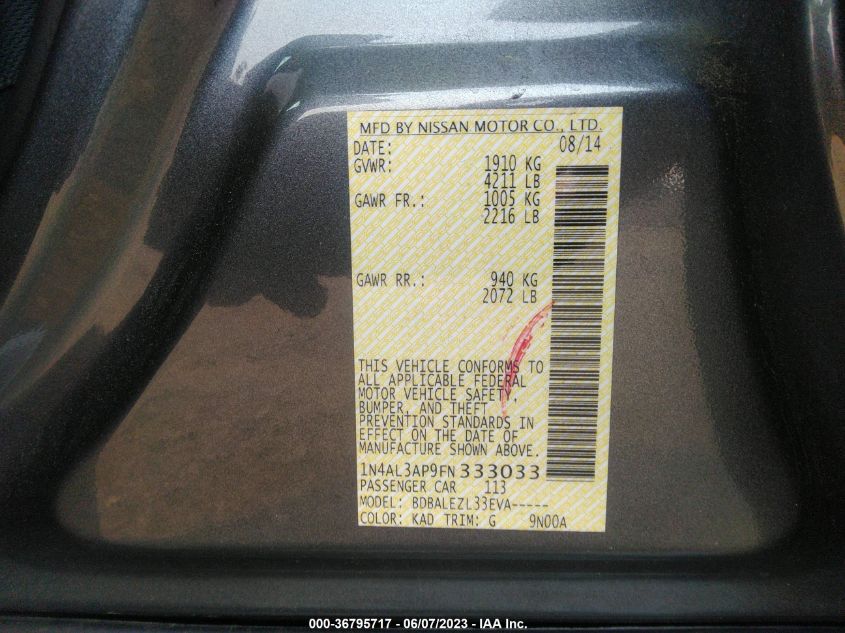 MFD BY NISSAN MOTOR CO., LTD.
DATE: 08/14
GVWR: 1910 KG
4211 LB
GAWR FR.: 1005 KG
2216 LB
GAWR RR.: 940 KG
2072 LB
THIS VEHICLE CONFORMS TO
ALL APPLICABLE FEDERAL
MOTOR VEHICLE SAFETY,
BUMPER, AND THEFT
PREVENTION STANDARDS IN
EFFECT ON THE DATE OF
MANUFACTURE SHOWN ABOVE.
1N4AL3AP9FN333033
PASSENGER CAR 113
MODEL: BDBALEZL33EVA-----
COLOR: KAD TRIM: G 9N00A
000-36795717 - 06/07/2023 - IAA Inc.